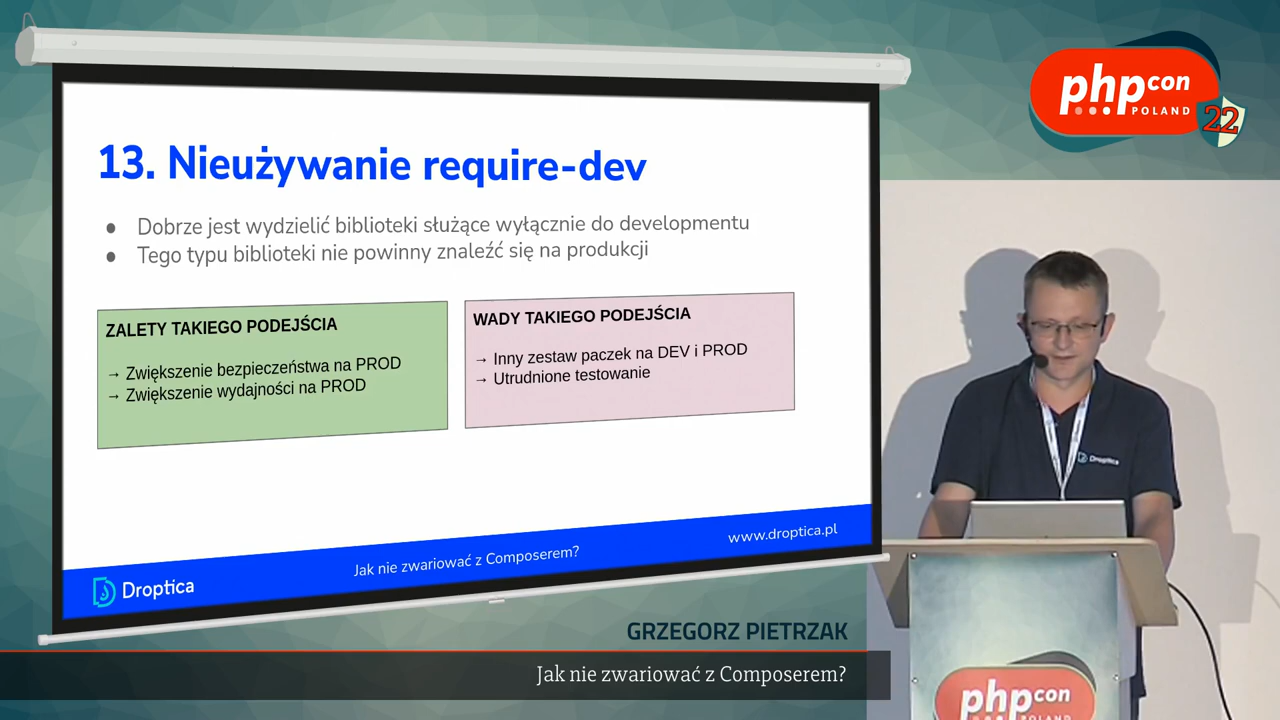 php con
POLAND
22
13. Nieużywanie require-dev
● Dobrze jest wydzielić biblioteki służące wyłącznie do developmentu
● Tego typu biblioteki nie powinny znaleźć się na produkcji
ZALETY TAKIEGO PODEJŚCIA
→ Zwiększenie bezpieczeństwa na PROD
→ Zwiększenie wydajności na PROD
WADY TAKIEGO PODEJŚCIA
→ Inny zestaw paczek na DEV i PROD
→ Utrudnione testowanie
Droptica
Jak nie zwariować z Composerem?
www.droptica.pl
Droptica
GRZEGORZ PIETRZAK
Jak nie zwariować z Composerem?
php con
POLAND